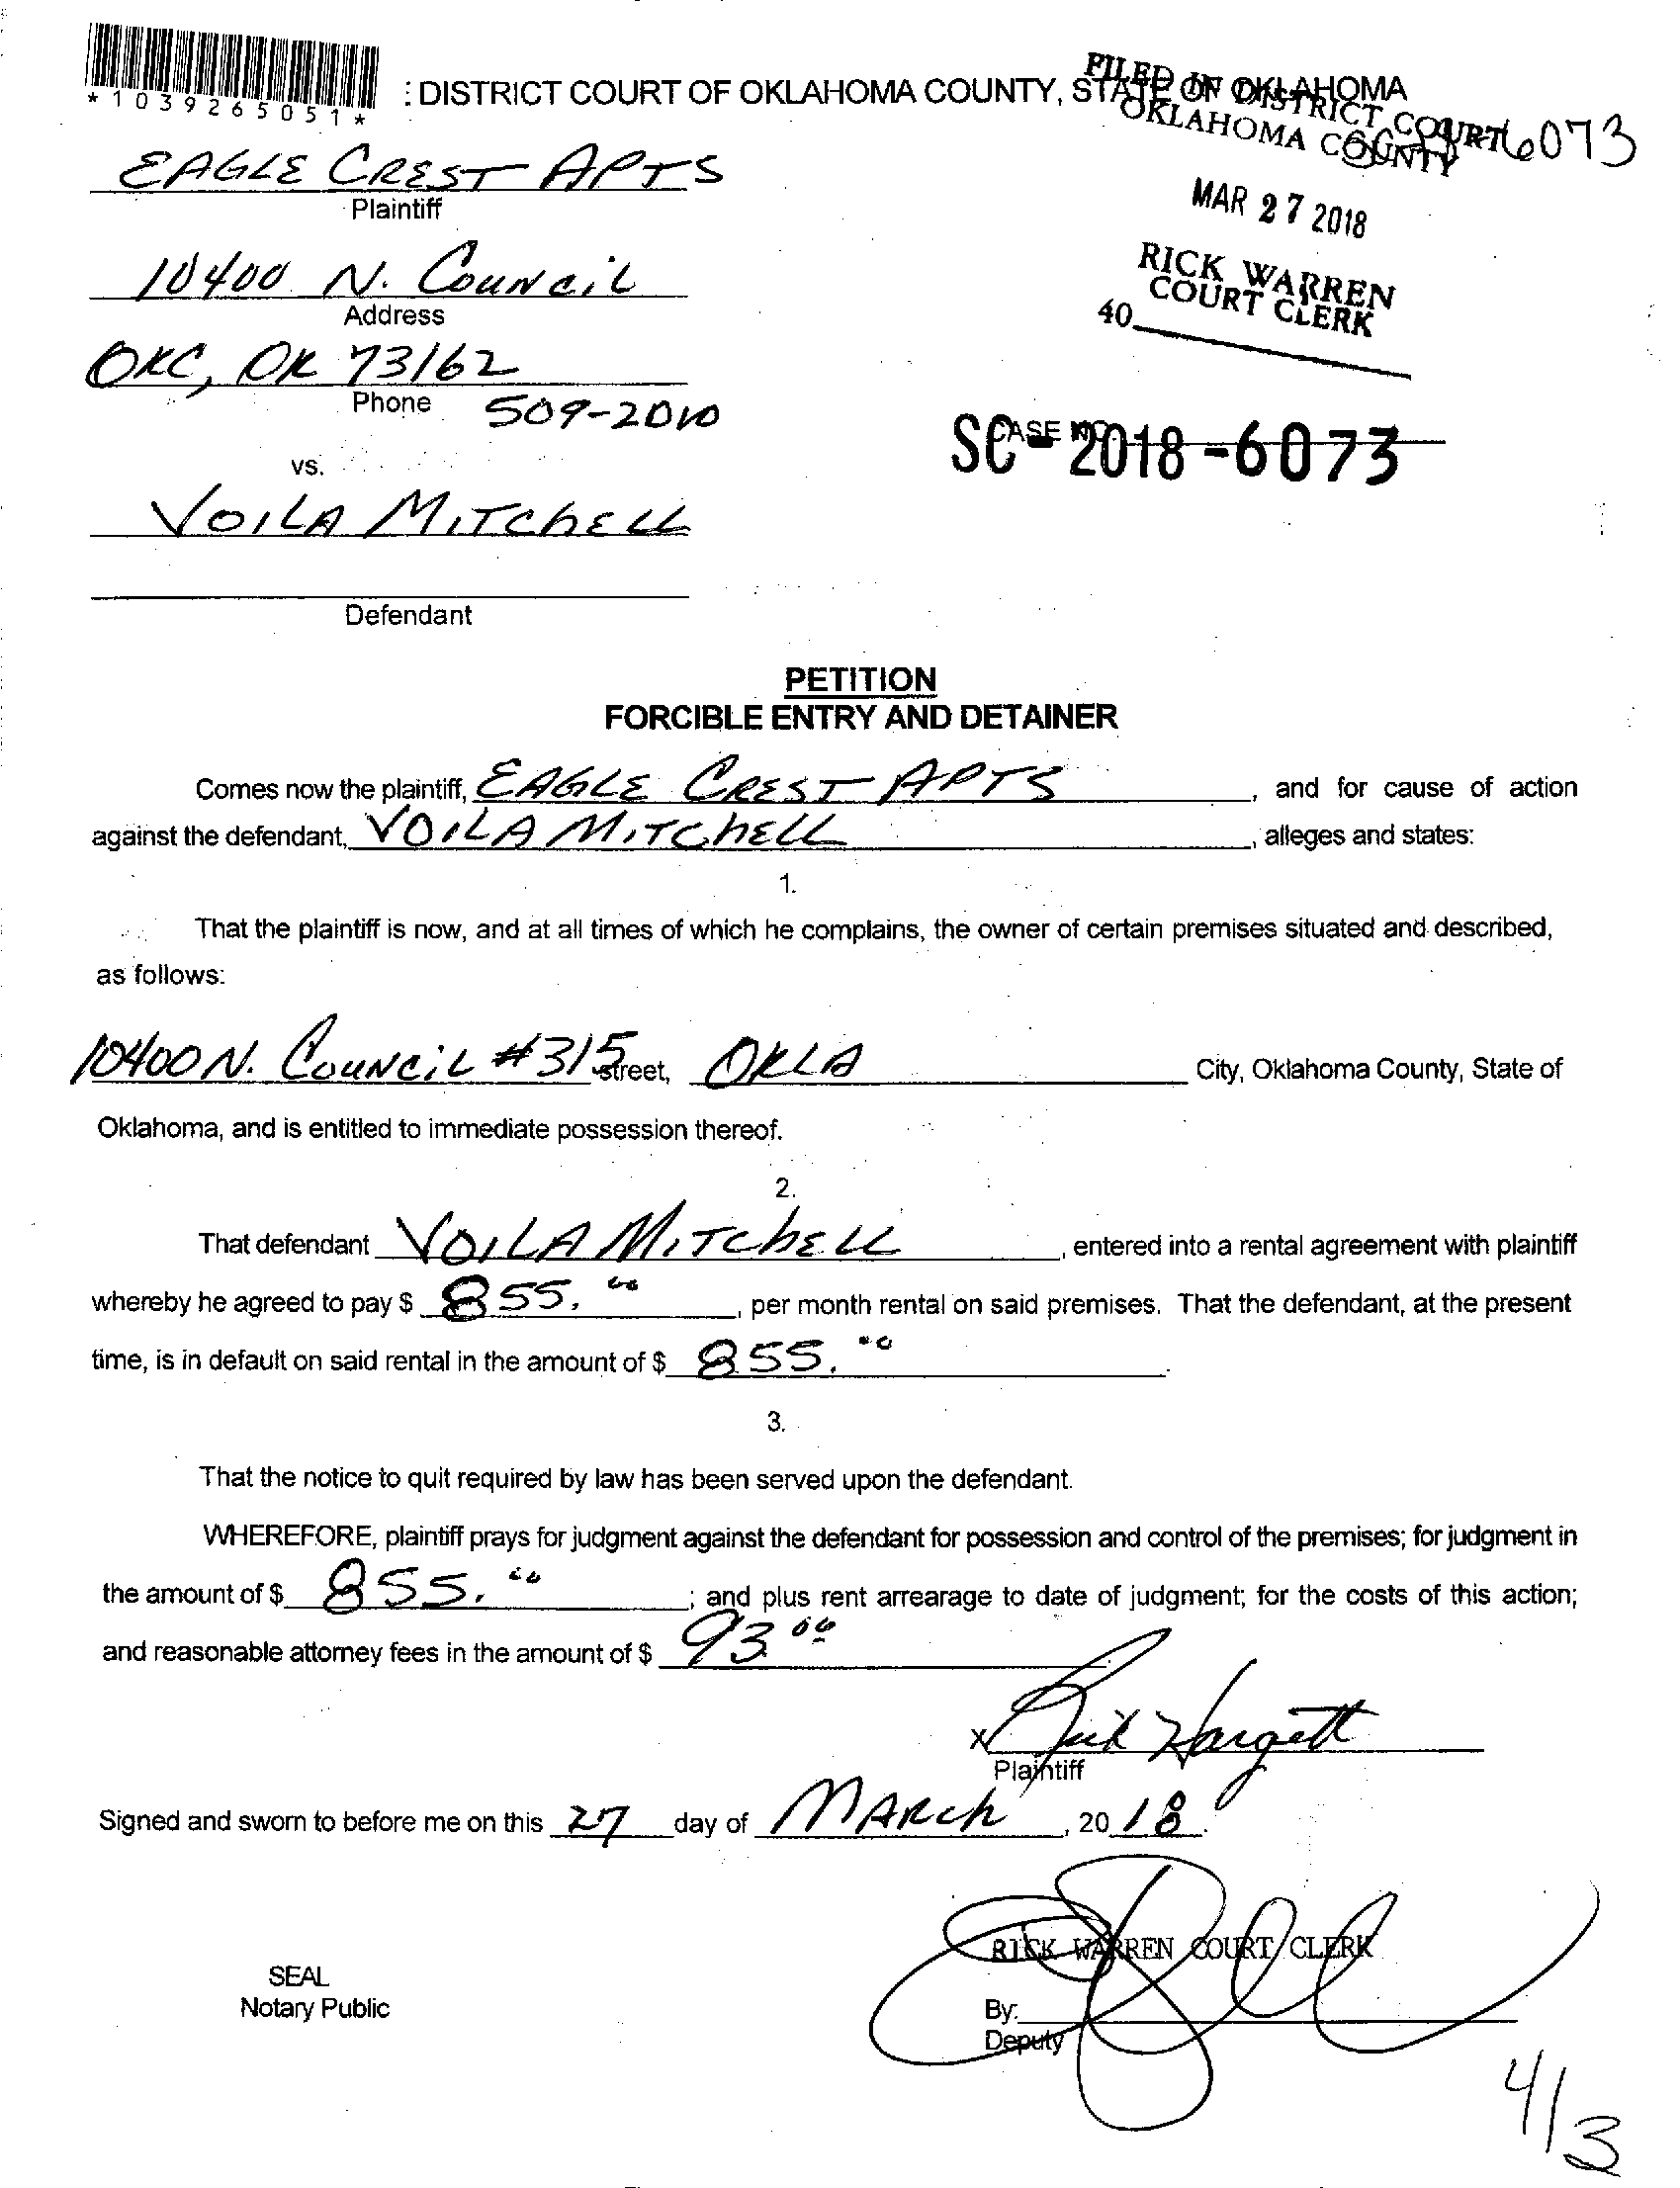 *1039265051*
: DISTRICT COURT OF OKLAHOMA COUNTY, STATE OF OKLAHOMA
FILED IN DISTRICT COURT
OKLAHOMA COUNTY
6073
MAR 27 2018
RICK WARREN
COURT CLERK
40
EAGLE CREST APTS
Plaintiff
10400 N. COUNCIL
Address
OKC, OK 73162
Phone 509-2010
CASE NO.
SC-2018-6073
vs.
VOILA MITCHELL
Defendant
PETITION
FORCIBLE ENTRY AND DETAINER
Comes now the plaintiff, EAGLE CREST APTS, and for cause of action
against the defendant, VOILA MITCHELL, alleges and states:
1.
That the plaintiff is now, and at all times of which he complains, the owner of certain premises situated and described,
as follows:
10400 N. COUNCIL #315 Street, OKLA City, Oklahoma County, State of
Oklahoma, and is entitled to immediate possession thereof.
2.
That defendant VOILA MITCHELL, entered into a rental agreement with plaintiff
whereby he agreed to pay $ 855.00, per month rental on said premises. That the defendant, at the present
time, is in default on said rental in the amount of $ 855.00.
3.
That the notice to quit required by law has been served upon the defendant.
WHEREFORE, plaintiff prays for judgment against the defendant for possession and control of the premises; for judgment in
the amount of $ 855.00; and plus rent arrearage to date of judgment; for the costs of this action;
and reasonable attorney fees in the amount of $ 93.00
X Rick Hargett
Plaintiff
Signed and sworn to before me on this 27 day of MARCH, 20 18.
RICK WARREN COURT CLERK
SEAL
Notary Public
By:
Deputy
4/3